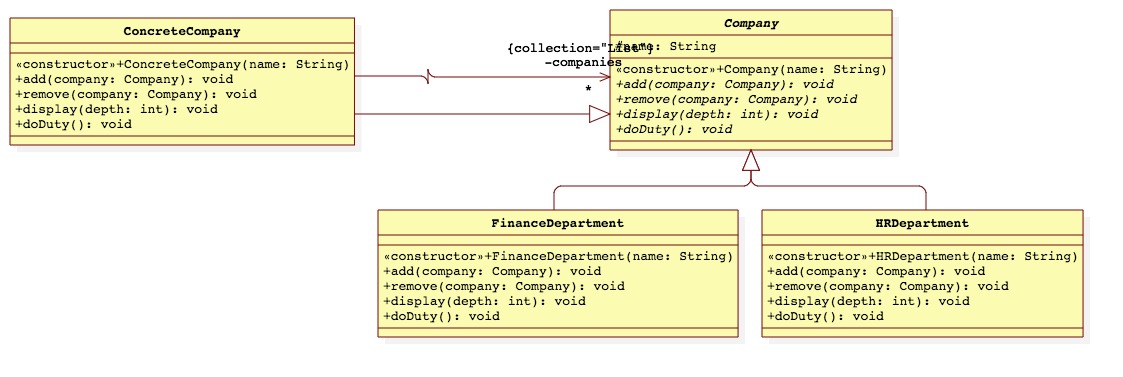 ConcreteCompany
«constructor»+ConcreteCompany(name: String)
+add(company: Company): void
+remove(company: Company): void
+display(depth: int): void
+doDuty(): void
{collection="List"}
-companies
*
Company
#name: String
«constructor»+Company(name: String)
+add(company: Company): void
+remove(company: Company): void
+display(depth: int): void
+doDuty(): void
FinanceDepartment
«constructor»+FinanceDepartment(name: String)
+add(company: Company): void
+remove(company: Company): void
+display(depth: int): void
+doDuty(): void
HRDepartment
«constructor»+HRDepartment(name: String)
+add(company: Company): void
+remove(company: Company): void
+display(depth: int): void
+doDuty(): void